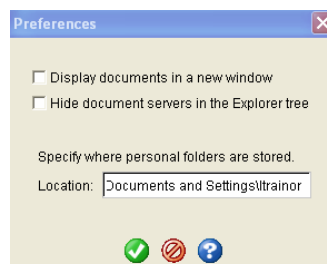 Preferences
Display documents in a new window
Hide document servers in the Explorer tree
Specify where personal folders are stored.
Location: Documents and Settings\ltrainor